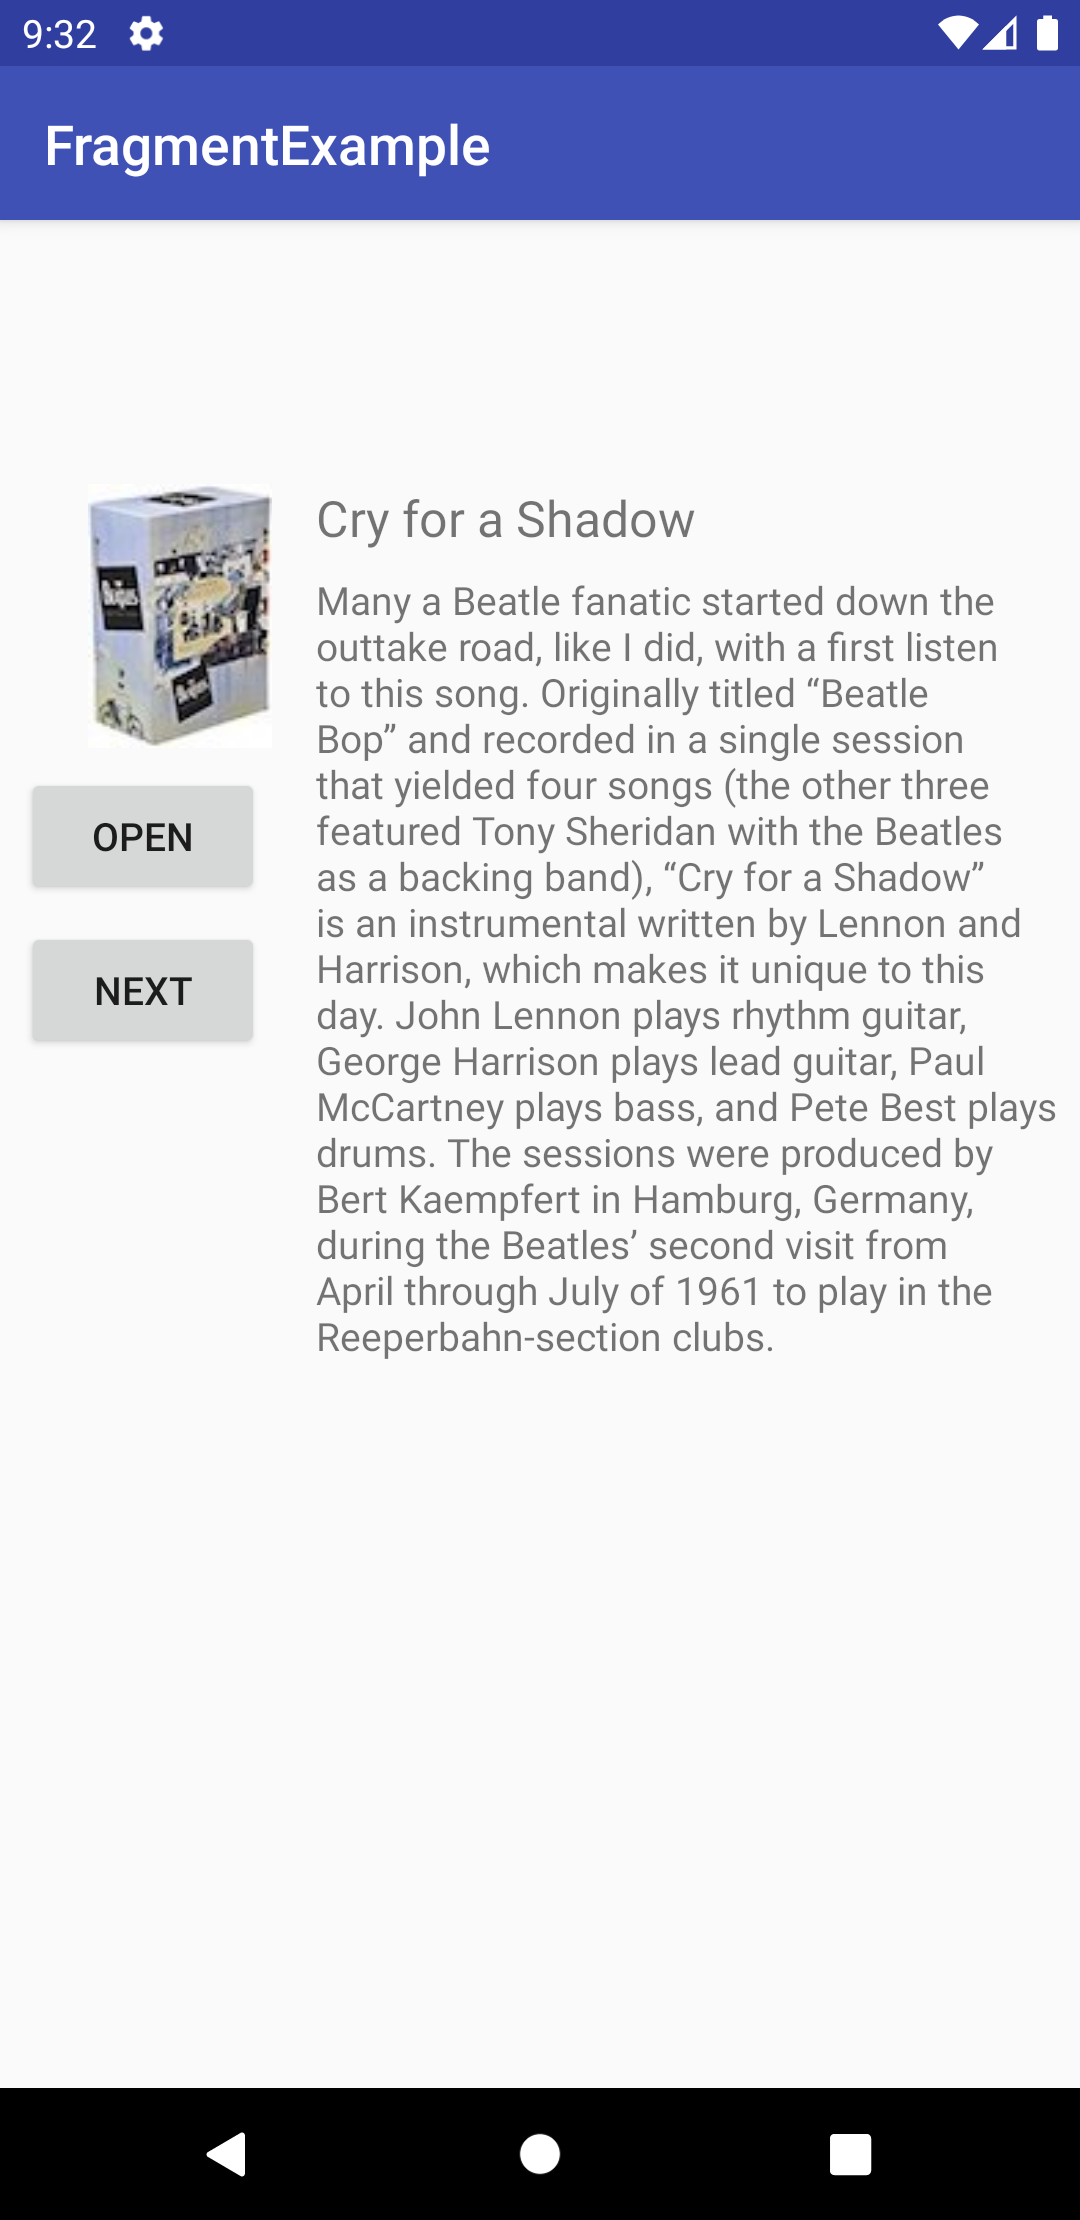 9:32
FragmentExample
Cry for a Shadow
Many a Beatle fanatic started down the
outtake road, like I did, with a first listen
to this song. Originally titled “Beatle
Bop” and recorded in a single session
that yielded four songs (the other three
featured Tony Sheridan with the Beatles
as a backing band), “Cry for a Shadow”
is an instrumental written by Lennon and
Harrison, which makes it unique to this
day. John Lennon plays rhythm guitar,
George Harrison plays lead guitar, Paul
McCartney plays bass, and Pete Best plays
drums. The sessions were produced by
Bert Kaempfert in Hamburg, Germany,
during the Beatles’ second visit from
April through July of 1961 to play in the
Reeperbahn-section clubs.
OPEN
NEXT